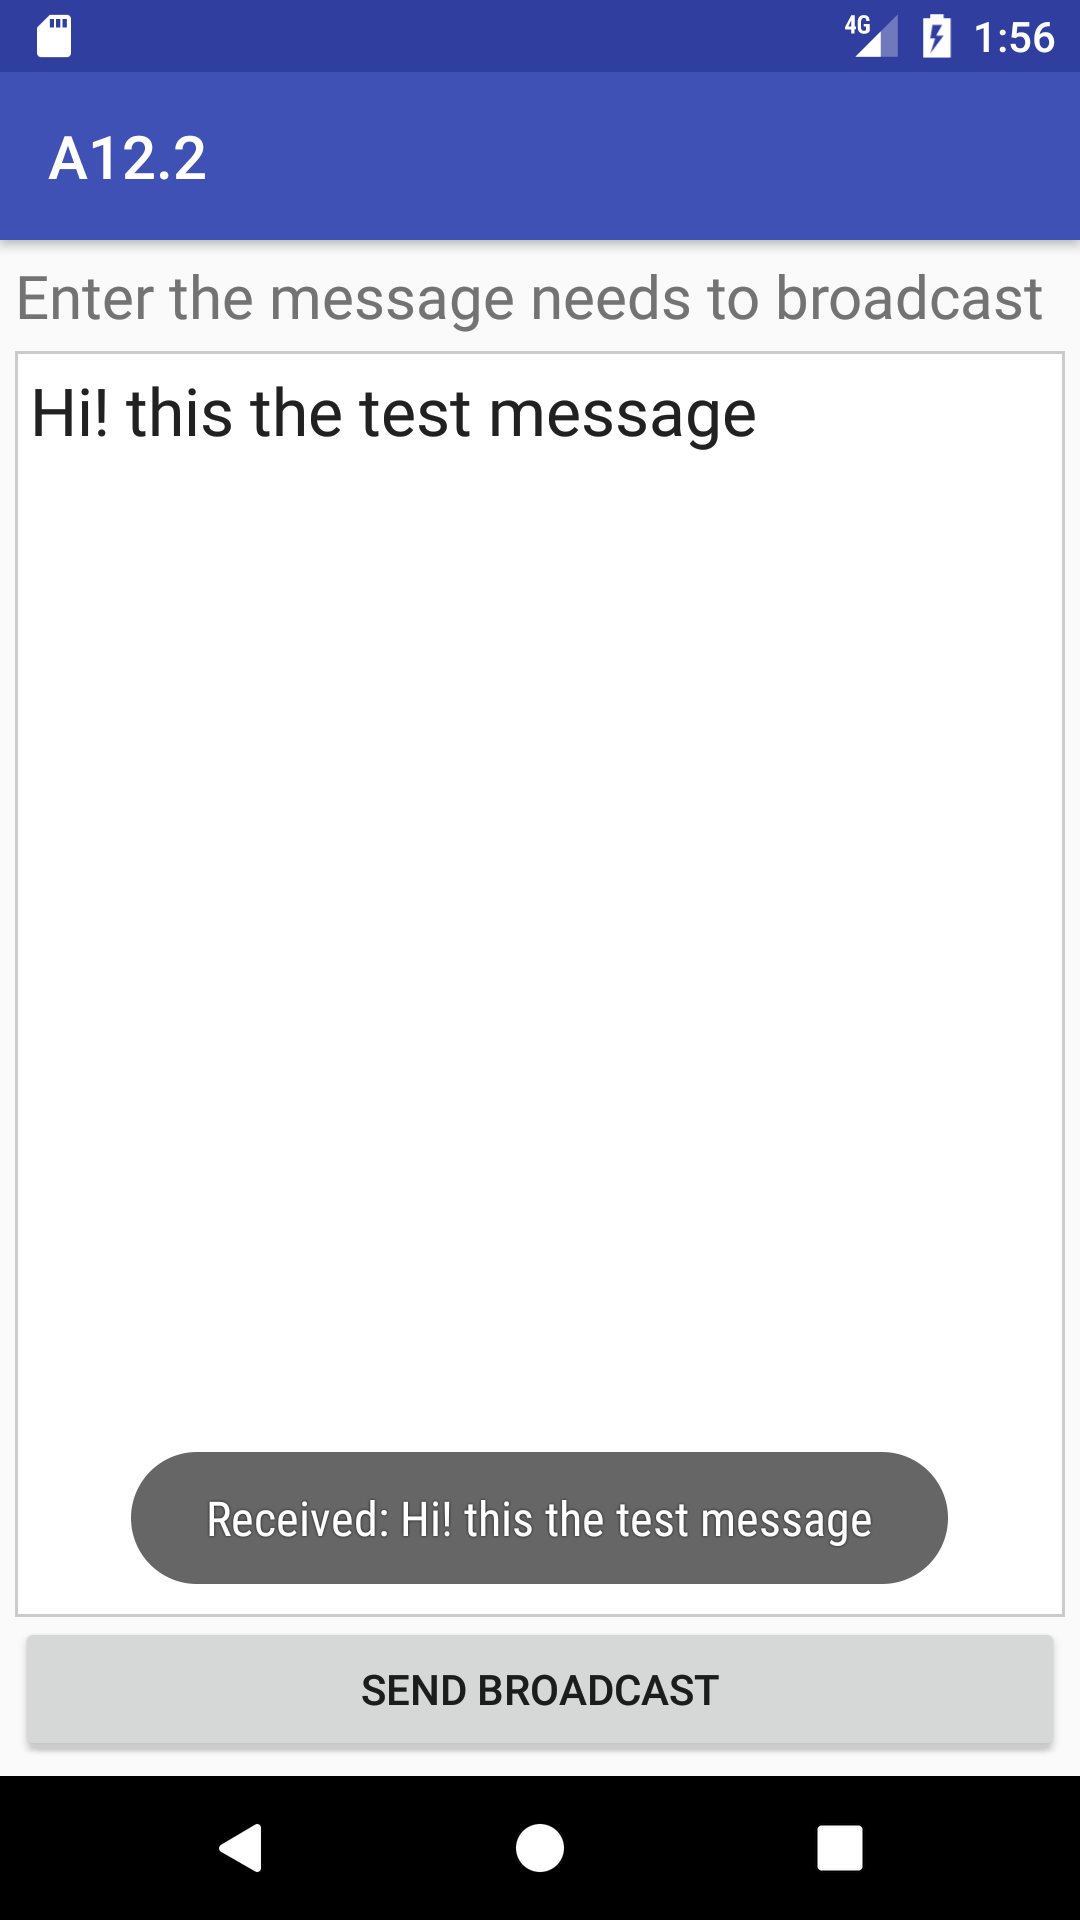 4G 1:56
A12.2
Enter the message needs to broadcast
Hi! this the test message
Received: Hi! this the test message
SEND BROADCAST